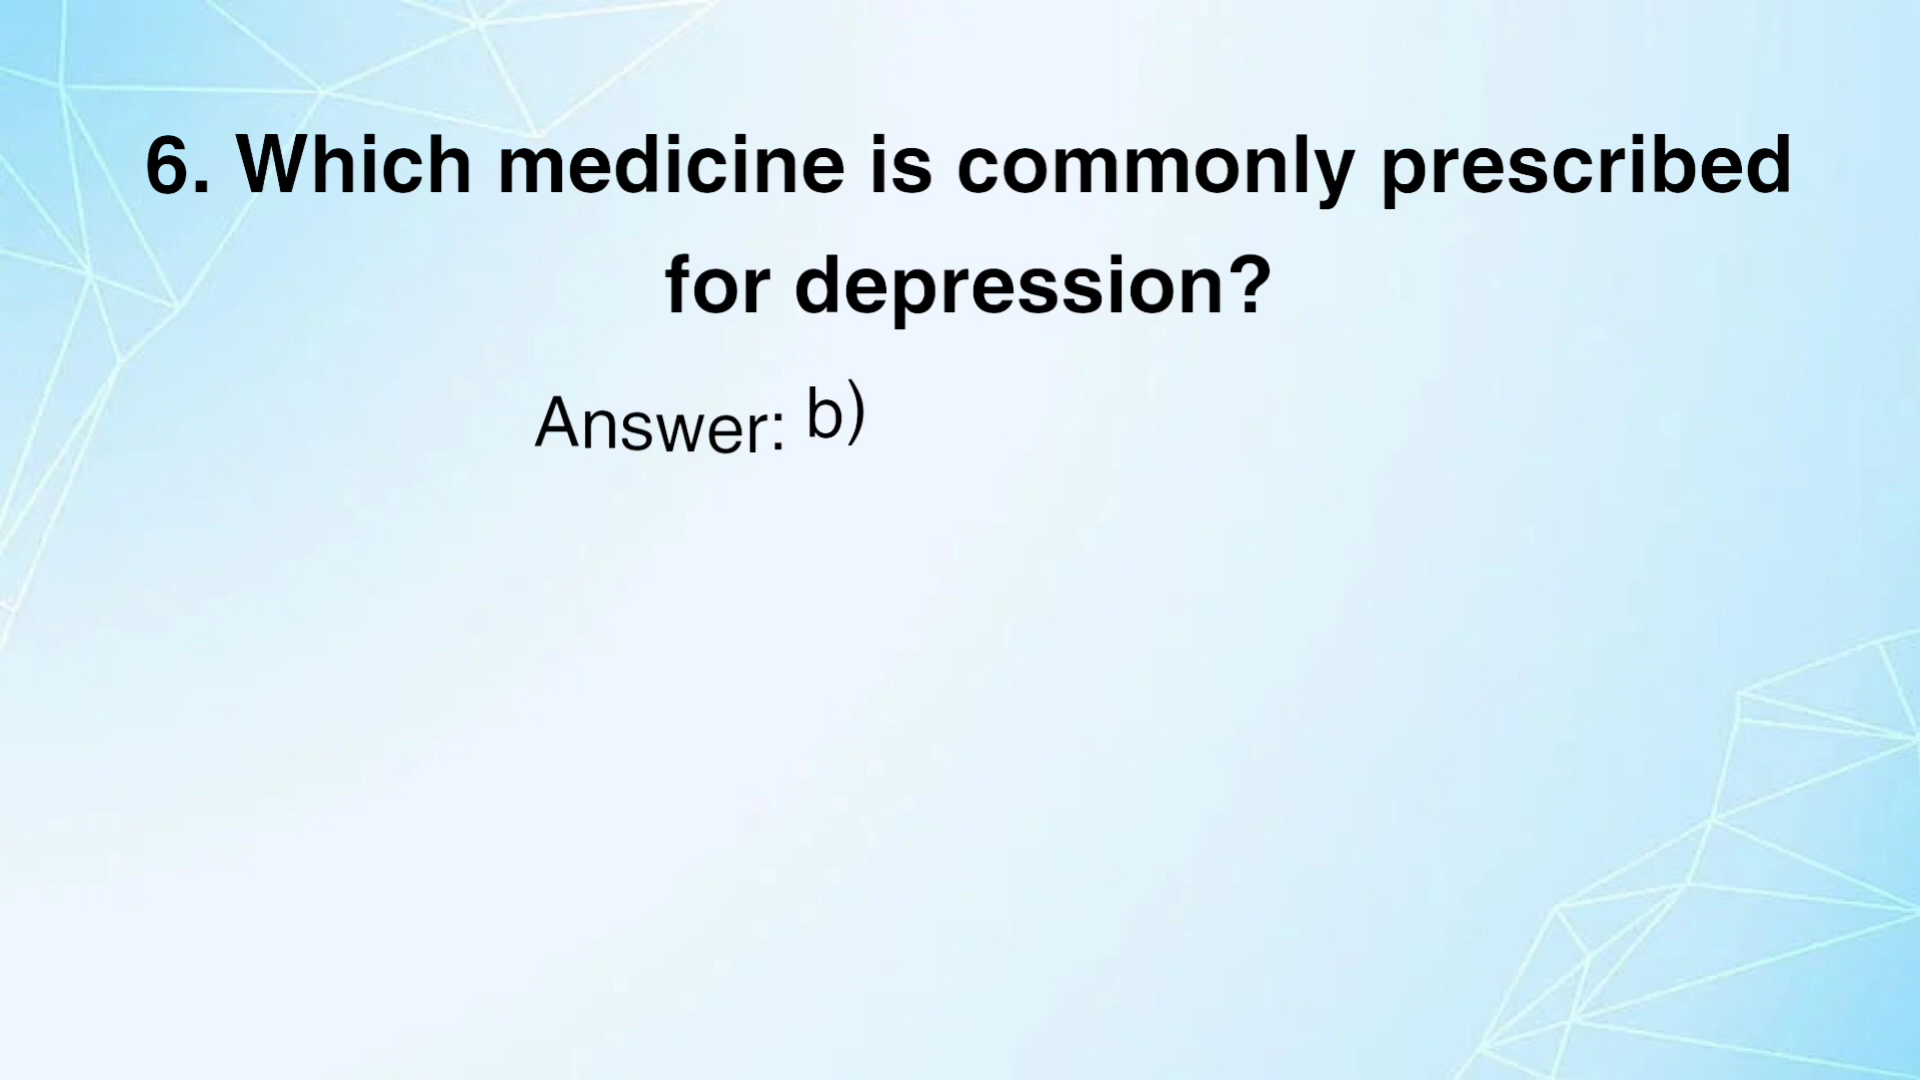 6. Which medicine is commonly prescribed
for depression?
Answer: b)